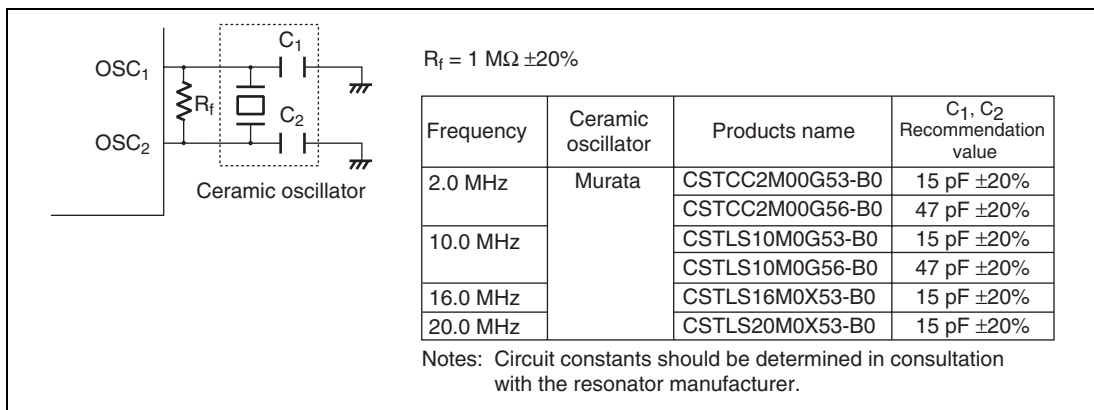 OSC1
OSC2
Rf
C1
C2
Ceramic oscillator
Rf = 1 MΩ ±20%
Frequency Ceramic oscillator Products name C1, C2 Recommendation value
2.0 MHz Murata CSTCC2M00G53-B0 15 pF ±20%
CSTCC2M00G56-B0 47 pF ±20%
10.0 MHz CSTLS10M0G53-B0 15 pF ±20%
CSTLS10M0G56-B0 47 pF ±20%
16.0 MHz CSTLS16M0X53-B0 15 pF ±20%
20.0 MHz CSTLS20M0X53-B0 15 pF ±20%
Notes: Circuit constants should be determined in consultation
with the resonator manufacturer.